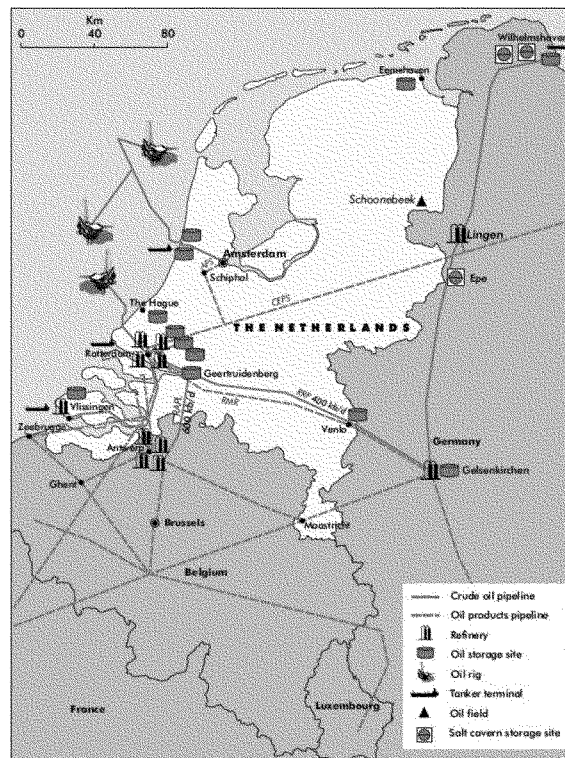 Km
0 40 80
Wilhelmshaven
Eemshaven
Schoonebeek
Lingen
Amsterdam
Schiphol
Epe
CEPS
The Hague
THE NETHERLANDS
Rotterdam
Geertruidenberg
RRP 400 kb/d
RMR
600 kb/d
Vlissingen
Venlo
Zeebrugge
Germany
Antwerp
Gelsenkirchen
Ghent
Brussels
Maastricht
Belgium
France
Luxembourg
Crude oil pipeline
Oil products pipeline
Refinery
Oil storage site
Oil rig
Tanker terminal
Oil field
Salt cavern storage site